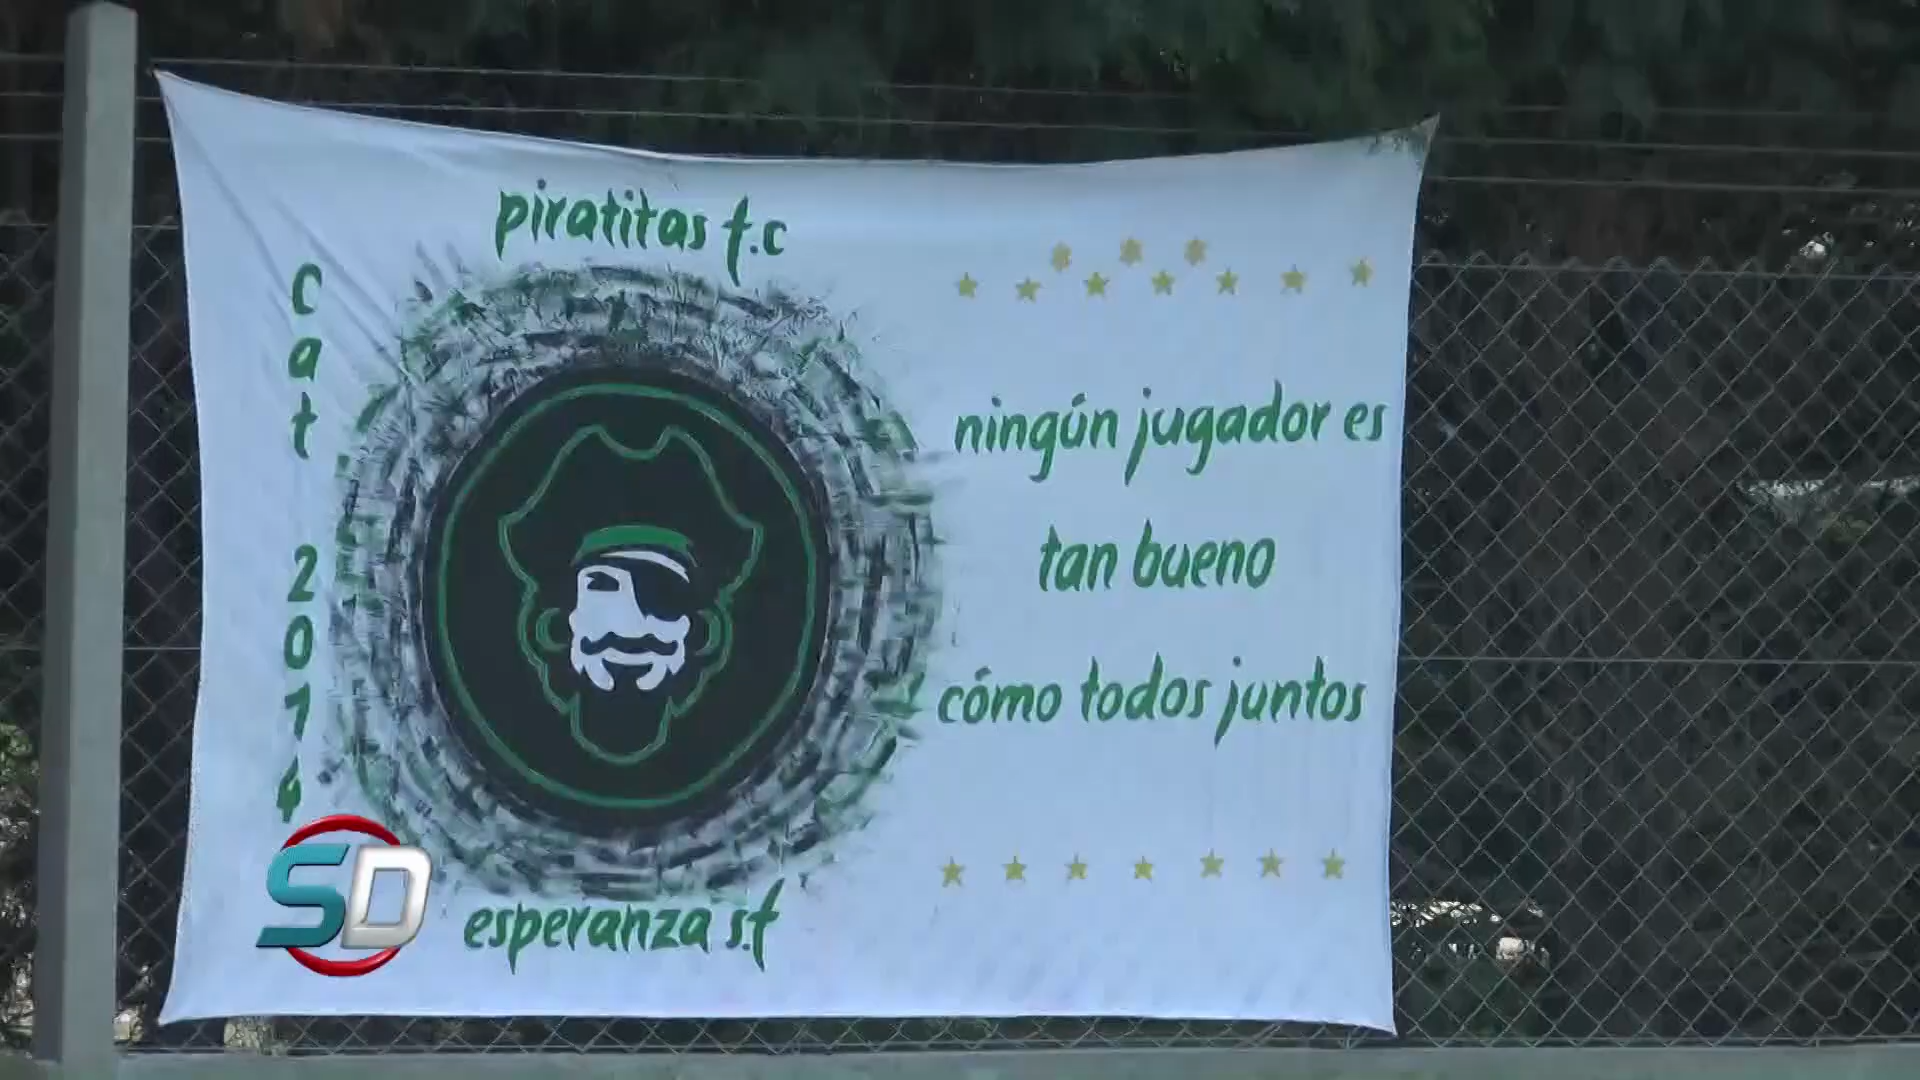 piratitas f.c
cat 2014
ningún jugador es
tan bueno
cómo todos juntos
esperanza s.f
SD